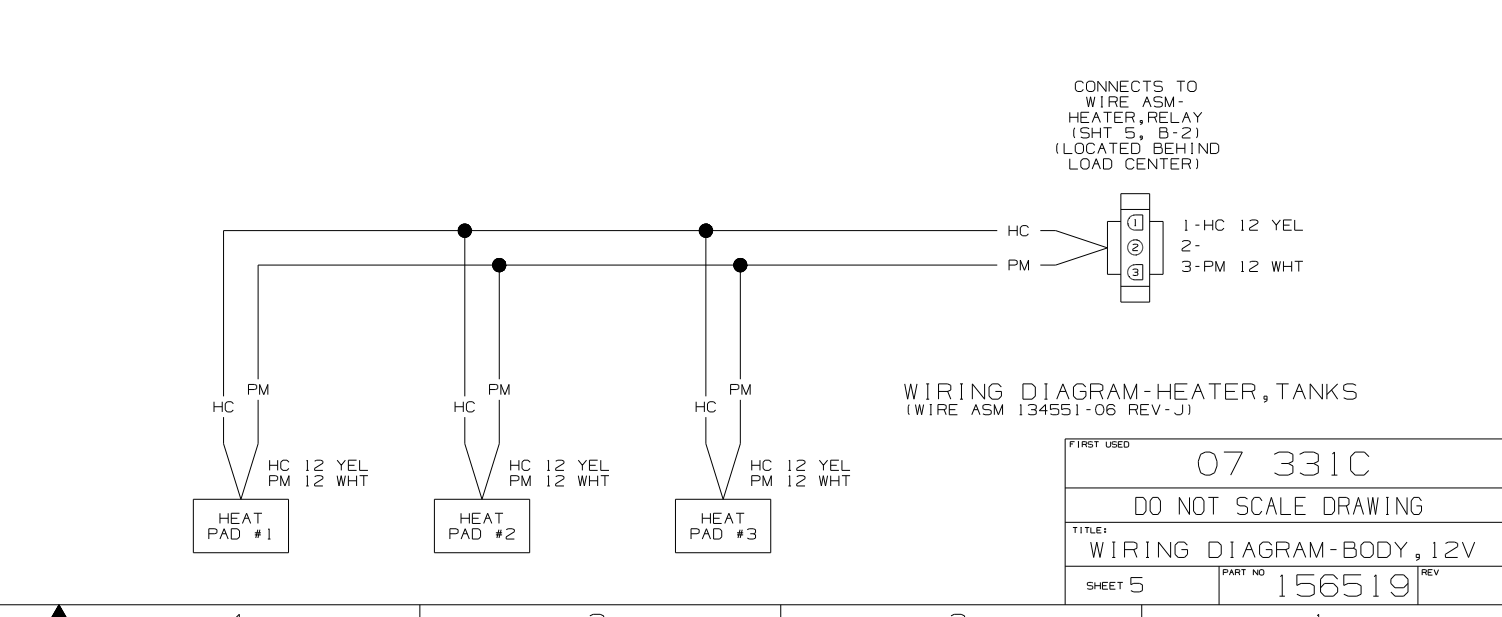 CONNECTS TO
WIRE ASM-
HEATER,RELAY
(SHT 5, B-2)
(LOCATED BEHIND
LOAD CENTER)
1
2
3
1-HC 12 YEL
2-
3-PM 12 WHT
HC
PM
PM
HC
PM
HC
PM
HC
WIRING DIAGRAM-HEATER,TANKS
(WIRE ASM 134551-06 REV-J)
HC 12 YEL
PM 12 WHT
HC 12 YEL
PM 12 WHT
HC 12 YEL
PM 12 WHT
HEAT
PAD #1
HEAT
PAD #2
HEAT
PAD #3
FIRST USED
07 331C
DO NOT SCALE DRAWING
TITLE:
WIRING DIAGRAM-BODY,12V
SHEET 5
PART NO
156519
REV